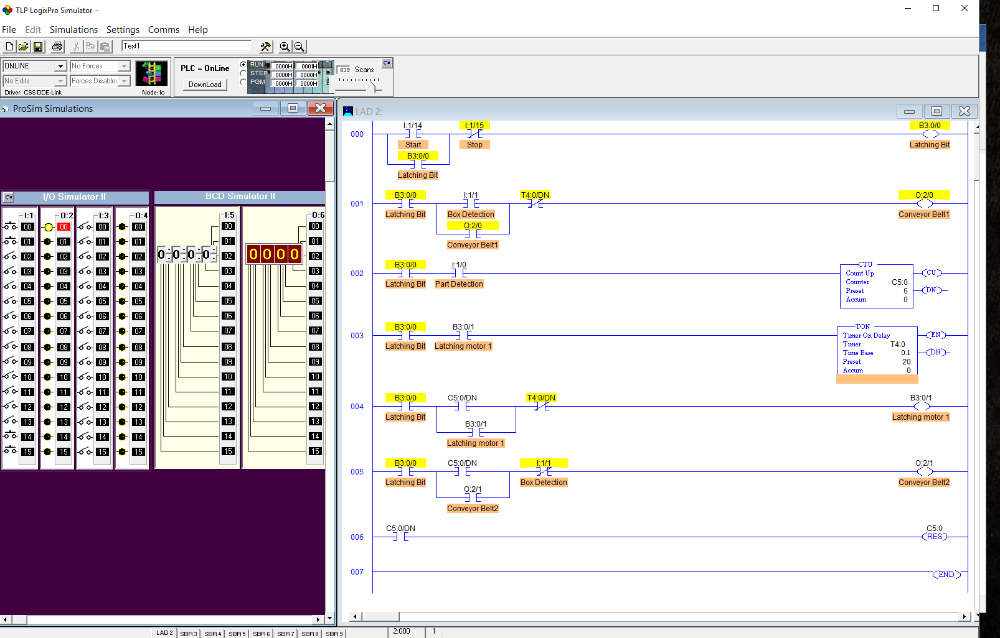 TLP LogixPro Simulator -
File Edit Simulations Settings Comms Help
Text1
ONLINE No Forces
No Edits Forces Disabled
Driver: CSS DDE-Link Node: 1o
PLC = OnLine
DownLoad
RUN 0000H 0001H
STEP 0000H 0000H
PGM 0000H 0000H
639 Scans
ProSim Simulations
I/O Simulator II
I:1 O:2 I:3 O:4
00 00 00 00
01 01 01 01
02 02 02 02
03 03 03 03
04 04 04 04
05 05 05 05
06 06 06 06
07 07 07 07
08 08 08 08
09 09 09 09
10 10 10 10
11 11 11 11
12 12 12 12
13 13 13 13
14 14 14 14
15 15 15 15
BCD Simulator II
I:5 O:6
00 00
01 01
0 0 0 0 02 0 0 0 0 02
03 03
04 04
05 05
06 06
07 07
08 08
09 09
10 10
11 11
12 12
13 13
14 14
15 15
LAD 2:
I:1/14 I:1/15 B3:0/0
000
Start Stop Latching Bit
B3:0/0
Latching Bit
B3:0/0 I:1/1 T4:0/DN O:2/0
001
Latching Bit Box Detection Conveyor Belt1
O:2/0
Conveyor Belt1
B3:0/0 I:1/0
002
Latching Bit Part Detection
CTU
Count Up CU
Counter C5:0
Preset 6 DN
Accum 0
B3:0/0 B3:0/1
003
Latching Bit Latching motor 1
TON
Timer On Delay EN
Timer T4:0
Time Base 0.1 DN
Preset 20
Accum 0
B3:0/0 C5:0/DN T4:0/DN B3:0/1
004
Latching Bit Latching motor 1
B3:0/1
Latching motor 1
B3:0/0 C5:0/DN I:1/1 O:2/1
005
Latching Bit Box Detection Conveyor Belt2
O:2/1
Conveyor Belt2
C5:0/DN C5:0
006 RES
007 END
LAD 2 SBR 3 SBR 4 SBR 5 SBR 6 SBR 7 SBR 8 SBR 9 2:000 1